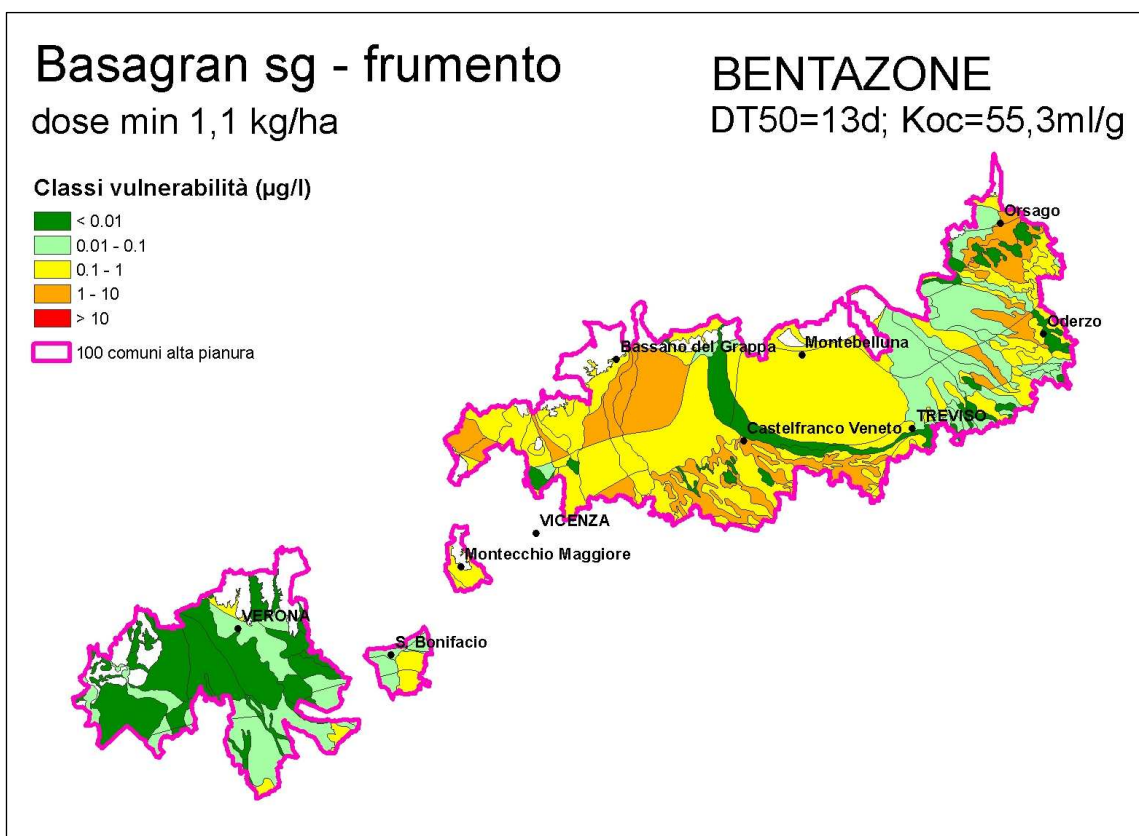 Basagran sg - frumento
dose min 1,1 kg/ha
BENTAZONE
DT50=13d; Koc=55,3ml/g
Classi vulnerabilità (µg/l)
< 0.01
0.01 - 0.1
0.1 - 1
1 - 10
> 10
100 comuni alta pianura
Orsago
Oderzo
Bassano del Grappa
Montebelluna
TREVISO
Castelfranco Veneto
VICENZA
Montecchio Maggiore
VERONA
S. Bonifacio